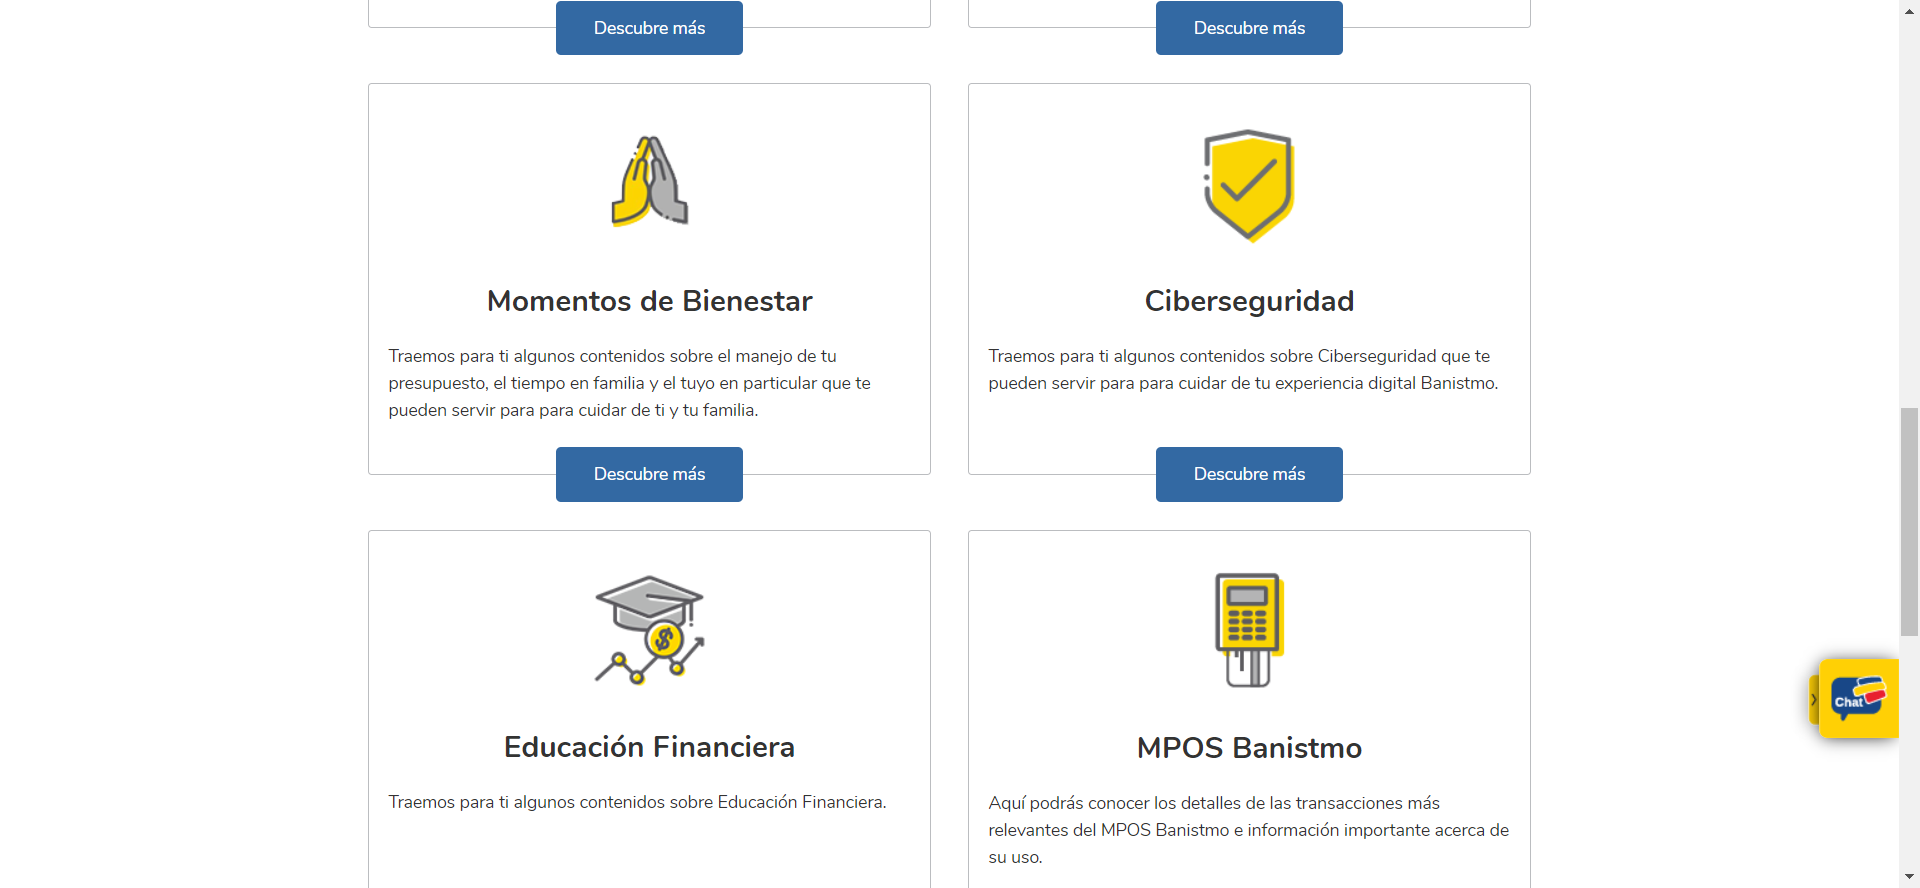 Descubre más
Descubre más
Momentos de Bienestar
Traemos para ti algunos contenidos sobre el manejo de tu
presupuesto, el tiempo en familia y el tuyo en particular que te
pueden servir para para cuidar de ti y tu familia.
Descubre más
Ciberseguridad
Traemos para ti algunos contenidos sobre Ciberseguridad que te
pueden servir para para cuidar de tu experiencia digital Banistmo.
Descubre más
Educación Financiera
Traemos para ti algunos contenidos sobre Educación Financiera.
MPOS Banistmo
Aquí podrás conocer los detalles de las transacciones más
relevantes del MPOS Banistmo e información importante acerca de
su uso.
Chat